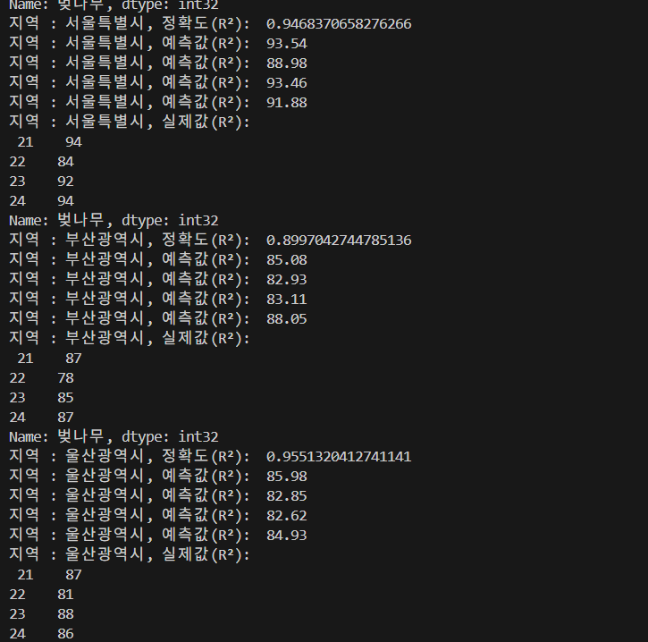 Name: 벚나무, dtype: int32
지역 : 서울특별시, 정확도(R²):  0.9468370658276266
지역 : 서울특별시, 예측값(R²):  93.54
지역 : 서울특별시, 예측값(R²):  88.98
지역 : 서울특별시, 예측값(R²):  93.46
지역 : 서울특별시, 예측값(R²):  91.88
지역 : 서울특별시, 실제값(R²):
 21    94
22    84
23    92
24    94
Name: 벚나무, dtype: int32
지역 : 부산광역시, 정확도(R²):  0.8997042744785136
지역 : 부산광역시, 예측값(R²):  85.08
지역 : 부산광역시, 예측값(R²):  82.93
지역 : 부산광역시, 예측값(R²):  83.11
지역 : 부산광역시, 예측값(R²):  88.05
지역 : 부산광역시, 실제값(R²):
 21    87
22    78
23    85
24    87
Name: 벚나무, dtype: int32
지역 : 울산광역시, 정확도(R²):  0.9551320412741141
지역 : 울산광역시, 예측값(R²):  85.98
지역 : 울산광역시, 예측값(R²):  82.85
지역 : 울산광역시, 예측값(R²):  82.62
지역 : 울산광역시, 예측값(R²):  84.93
지역 : 울산광역시, 실제값(R²):
 21    87
22    81
23    88
24    86